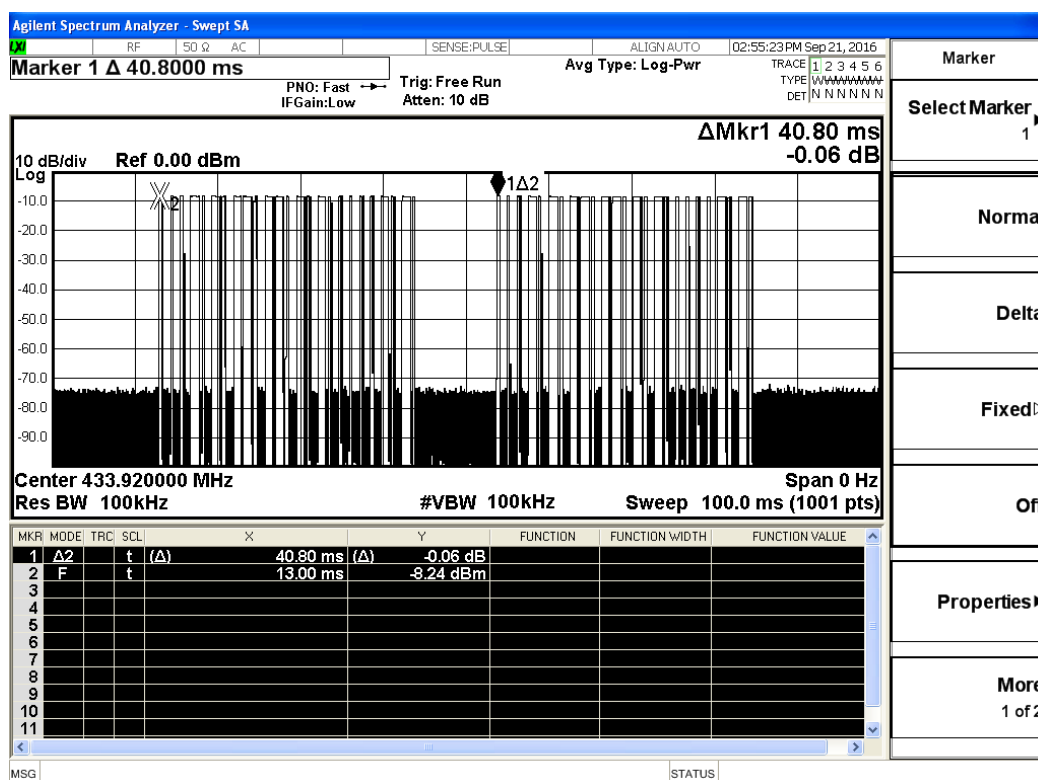 Agilent Spectrum Analyzer - Swept SA
LXI RF 50 Ω AC SENSE:PULSE ALIGN AUTO 02:55:23 PM Sep 21, 2016
Marker 1 Δ 40.8000 ms
PNO: Fast
IFGain:Low
Trig: Free Run
Atten: 10 dB
Avg Type: Log-Pwr
TRACE 1 2 3 4 5 6
TYPE
DET N N N N N N
ΔMkr1 40.80 ms
-0.06 dB
10 dB/div Ref 0.00 dBm
Log
1Δ2
2
-10.0
-20.0
-30.0
-40.0
-50.0
-60.0
-70.0
-80.0
-90.0
Center 433.920000 MHz Span 0 Hz
Res BW 100kHz #VBW 100kHz Sweep 100.0 ms (1001 pts)
MKR MODE TRC SCL X Y FUNCTION FUNCTION WIDTH FUNCTION VALUE
1 Δ2 t (Δ) 40.80 ms (Δ) -0.06 dB
2 F t 13.00 ms -8.24 dBm
3
4
5
6
7
8
9
10
11
MSG STATUS
Marker
Select Marker
1
Norma
Delta
Fixed
Off
Properties
More
1 of 2